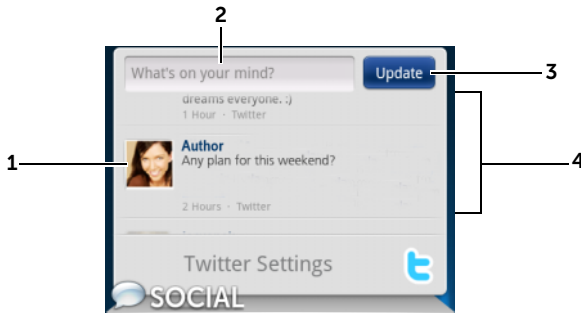 2
What's on your mind?
Update
3
dreams everyone. :)
1 Hour · Twitter
1
Author
Any plan for this weekend?
4
2 Hours · Twitter
Twitter Settings
SOCIAL